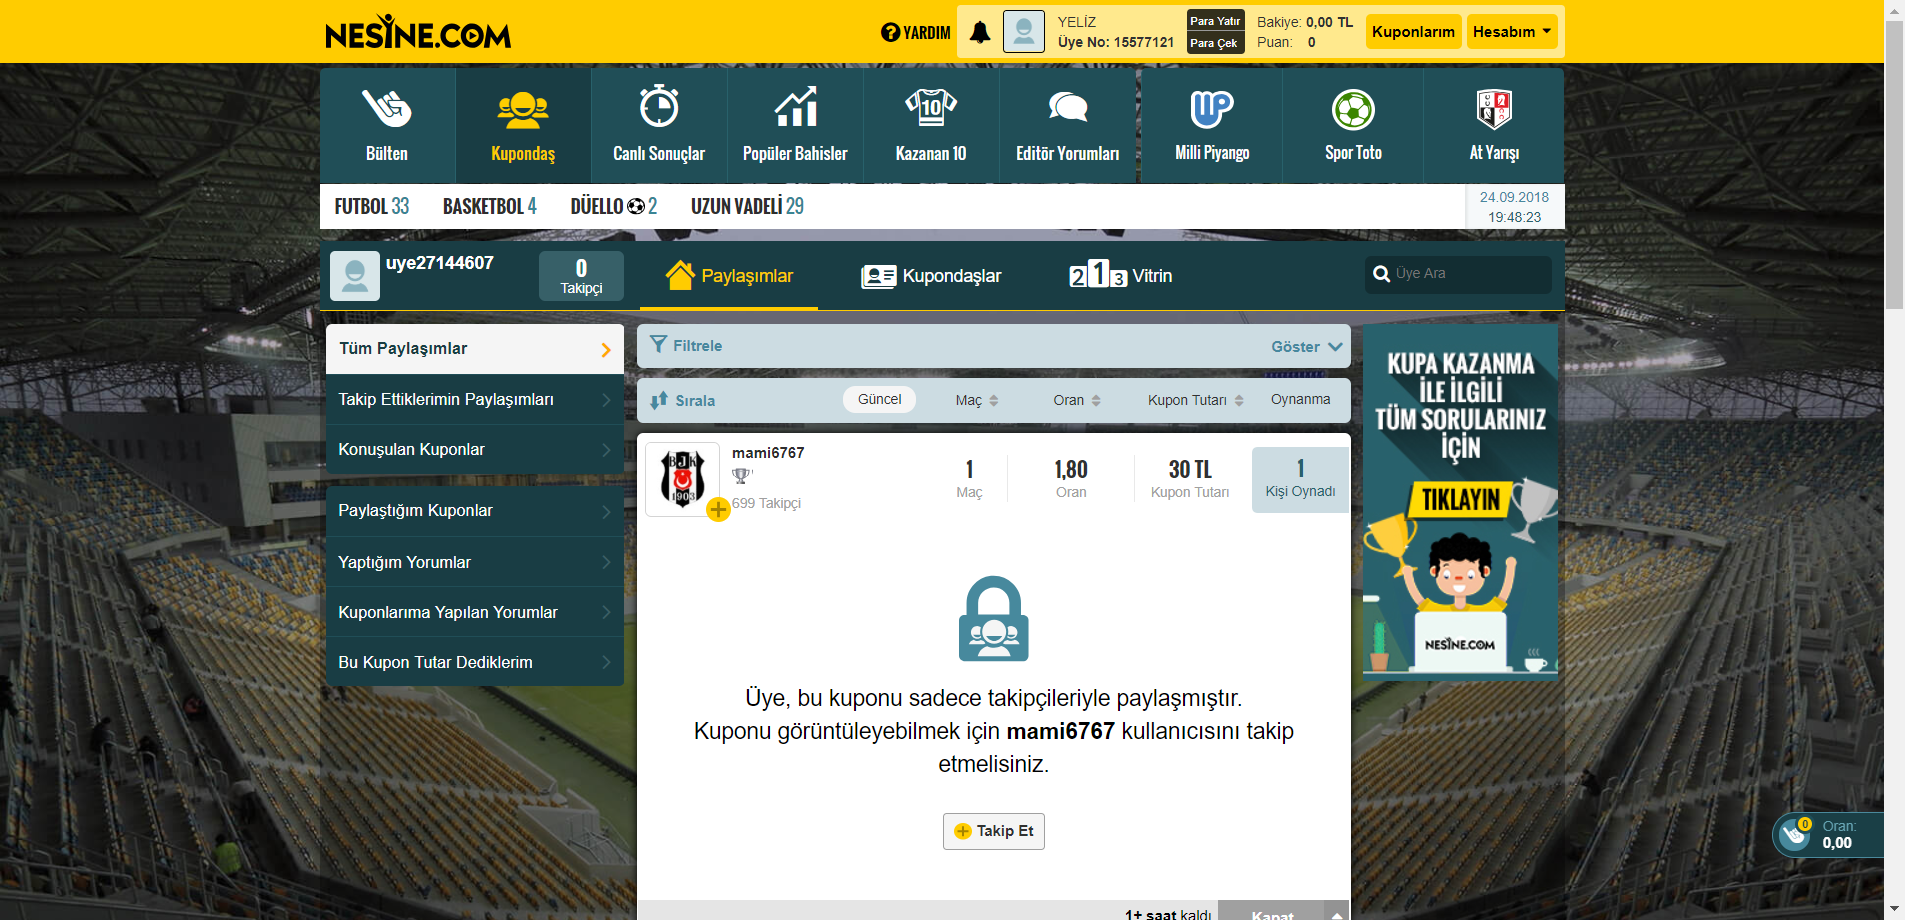 NESİNE.COM
YARDIM
YELİZ
Üye No: 15577121
Para Yatır
Para Çek
Bakiye: 0,00 TL
Puan: 0
Kuponlarım
Hesabım
Bülten
Kupondaş
Canlı Sonuçlar
Popüler Bahisler
10
Kazanan 10
Editör Yorumları
Milli Piyango
Spor Toto
At Yarışı
FUTBOL 33
BASKETBOL 4
DÜELLO 2
UZUN VADELİ 29
24.09.2018
19:48:23
uye27144607
0
Takipçi
Paylaşımlar
Kupondaşlar
2 1 3
Vitrin
Üye Ara
Tüm Paylaşımlar
Takip Ettiklerimin Paylaşımları
Konuşulan Kuponlar
Paylaştığım Kuponlar
Yaptığım Yorumlar
Kuponlarıma Yapılan Yorumlar
Bu Kupon Tutar Dediklerim
Filtrele
Göster
Sırala
Güncel
Maç
Oran
Kupon Tutarı
Oynanma
BJK
1903
mami6767
699 Takipçi
1
Maç
1,80
Oran
30 TL
Kupon Tutarı
1
Kişi Oynadı
Üye, bu kuponu sadece takipçileriyle paylaşmıştır.
Kuponu görüntüleyebilmek için mami6767 kullanıcısını takip
etmelisiniz.
Takip Et
1+ saat kaldı
Kapat
KUPA KAZANMA
İLE İLGİLİ
TÜM SORULARINIZ
İÇİN
TIKLAYIN
NESİNE.COM
0
Oran:
0,00